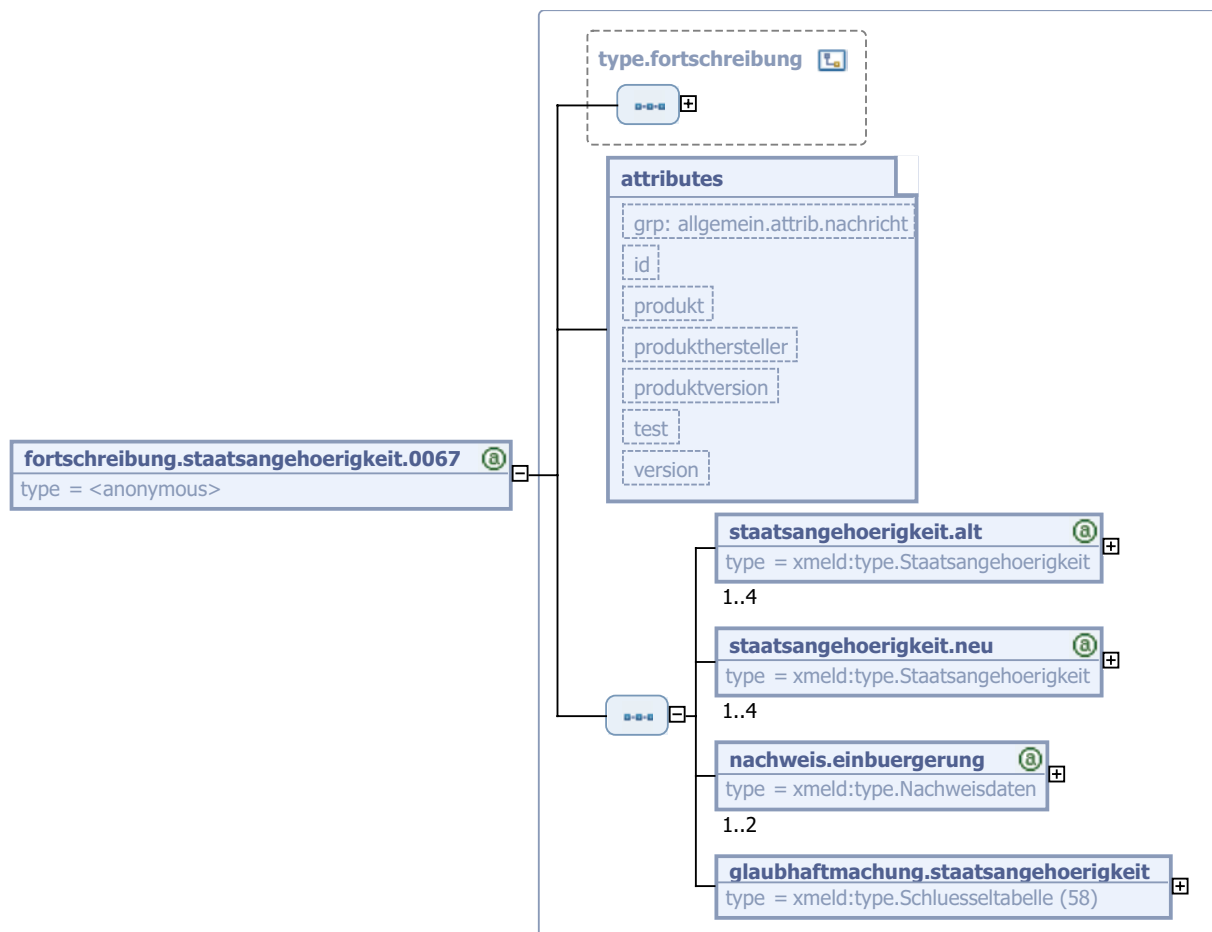 type.fortschreibung
attributes
grp: allgemein.attrib.nachricht
id
produkt
produkthersteller
produktversion
test
version
fortschreibung.staatsangehoerigkeit.0067
type = <anonymous>
staatsangehoerigkeit.alt
type = xmeld:type.Staatsangehoerigkeit
1..4
staatsangehoerigkeit.neu
type = xmeld:type.Staatsangehoerigkeit
1..4
nachweis.einbuergerung
type = xmeld:type.Nachweisdaten
1..2
glaubhaftmachung.staatsangehoerigkeit
type = xmeld:type.Schluesseltabelle (58)